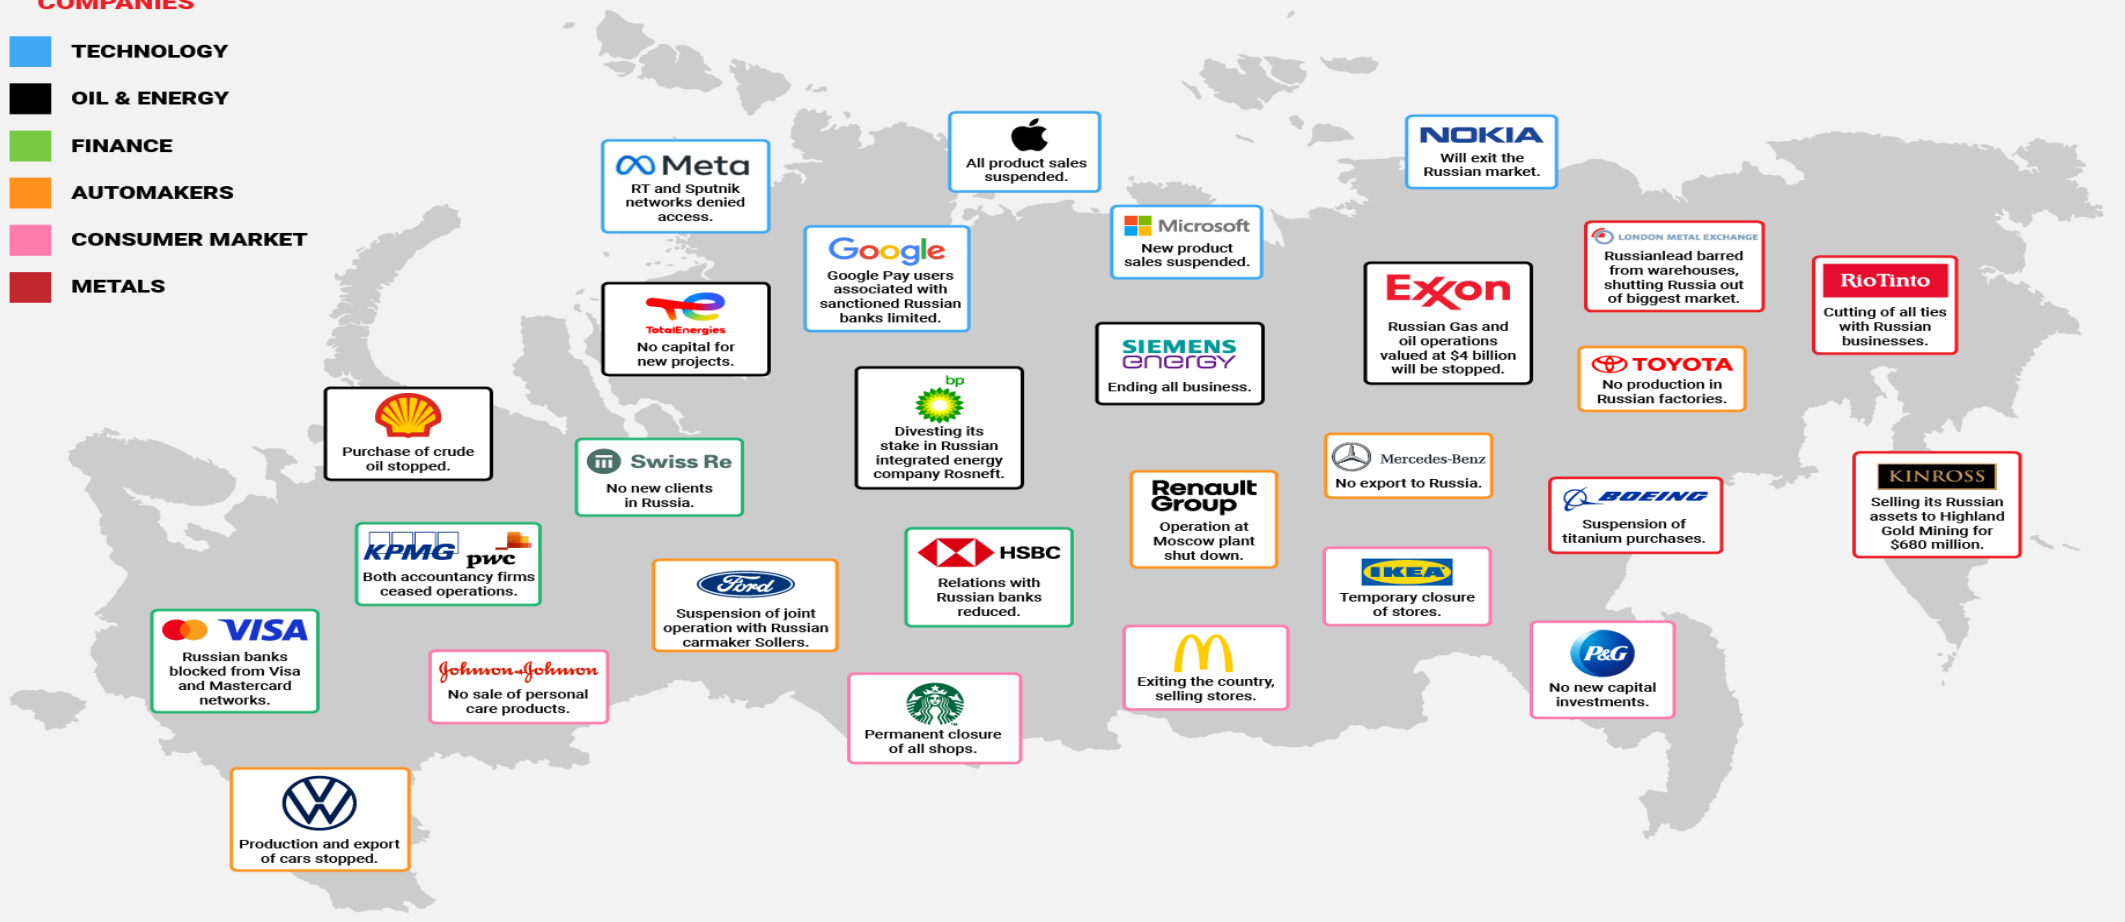 COMPANIES
TECHNOLOGY
OIL & ENERGY
FINANCE
AUTOMAKERS
CONSUMER MARKET
METALS
Meta
RT and Sputnik
networks denied
access.
All product sales
suspended.
NOKIA
Will exit the
Russian market.
Google
Google Pay users
associated with
sanctioned Russian
banks limited.
Microsoft
New product
sales suspended.
LONDON METAL EXCHANGE
Russianlead barred
from warehouses,
shutting Russia out
of biggest market.
RioTinto
Cutting of all ties
with Russian
businesses.
TotalEnergies
No capital for
new projects.
SIEMENS
energy
Ending all business.
Exxon
Russian Gas and
oil operations
valued at $4 billion
will be stopped.
TOYOTA
No production in
Russian factories.
Purchase of crude
oil stopped.
bp
Divesting its
stake in Russian
integrated energy
company Rosneft.
Swiss Re
No new clients
in Russia.
Mercedes-Benz
No export to Russia.
Renault
Group
Operation at
Moscow plant
shut down.
BOEING
Suspension of
titanium purchases.
KINROSS
Selling its Russian
assets to Highland
Gold Mining for
$680 million.
KPMG pwc
Both accountancy firms
ceased operations.
HSBC
Relations with
Russian banks
reduced.
Ford
Suspension of joint
operation with Russian
carmaker Sollers.
IKEA
Temporary closure
of stores.
VISA
Russian banks
blocked from Visa
and Mastercard
networks.
Johnson&Johnson
No sale of personal
care products.
Exiting the country,
selling stores.
P&G
No new capital
investments.
Permanent closure
of all shops.
Production and export
of cars stopped.